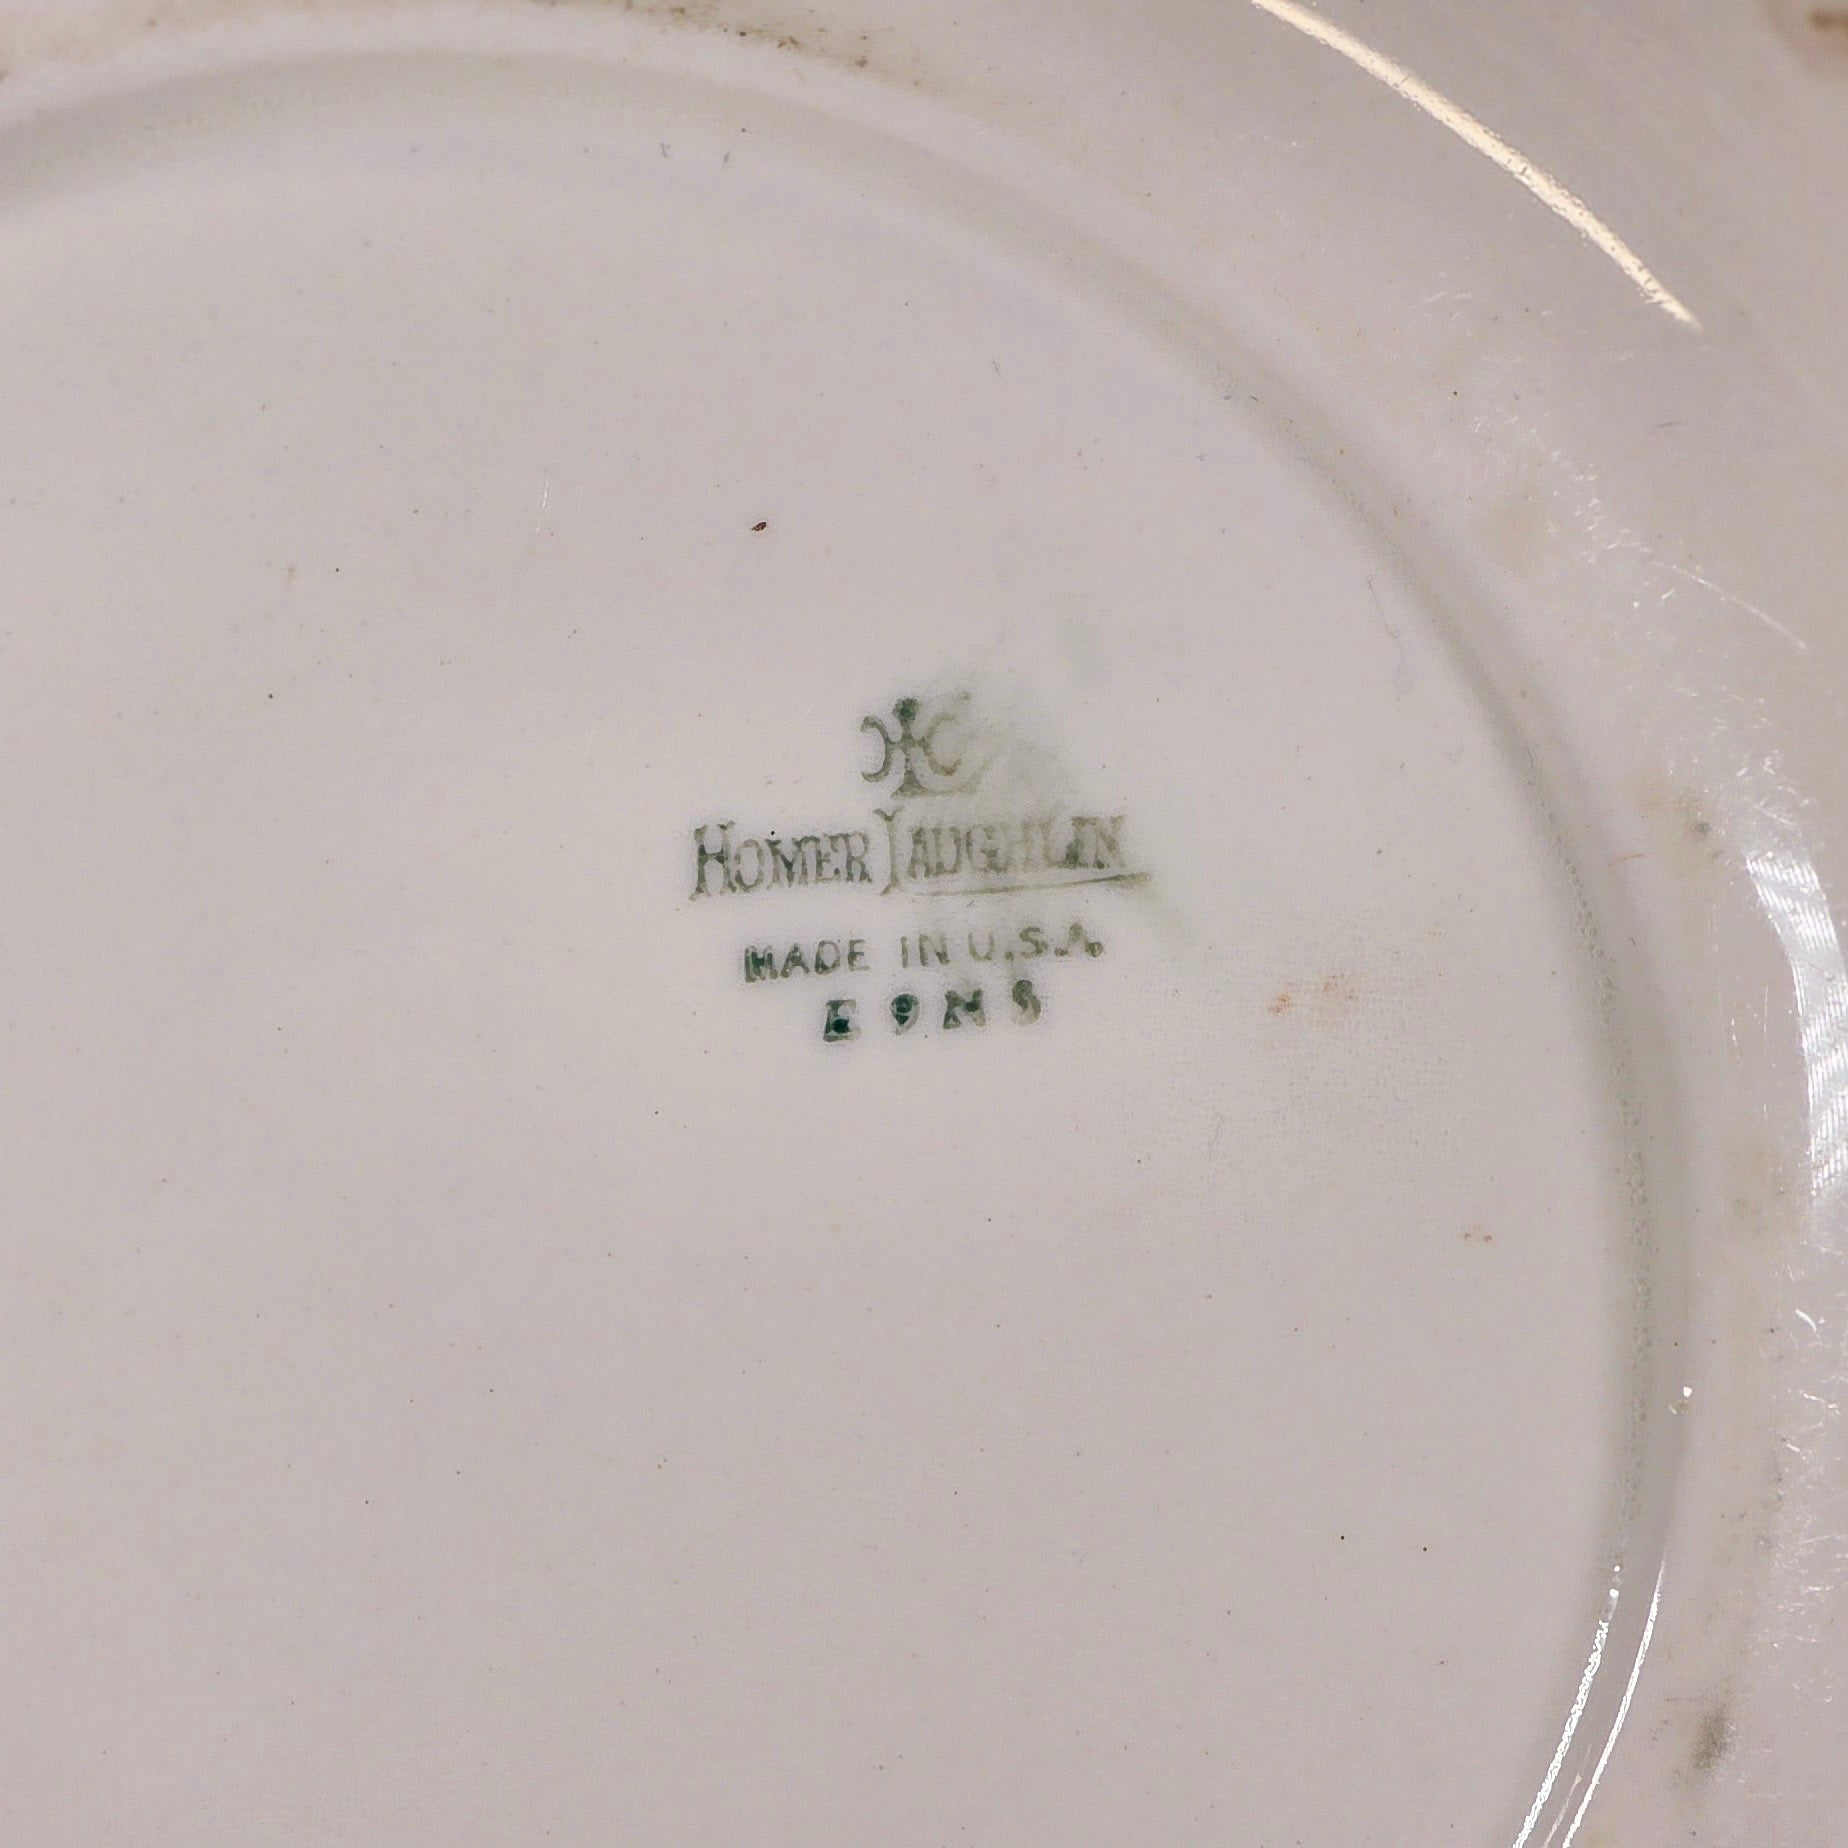 HOMER LAUGHLIN
MADE IN U.S.A.
E 9 N 8